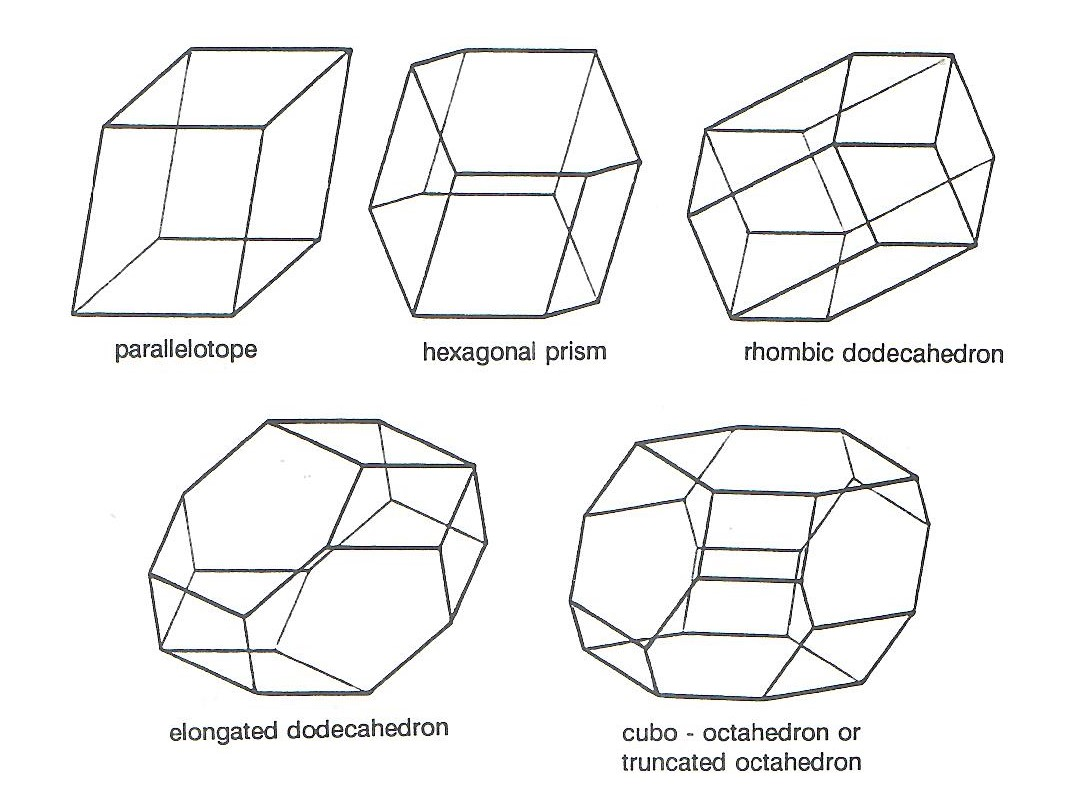 parallelotope
hexagonal prism
rhombic dodecahedron
elongated dodecahedron
cubo - octahedron or
truncated octahedron